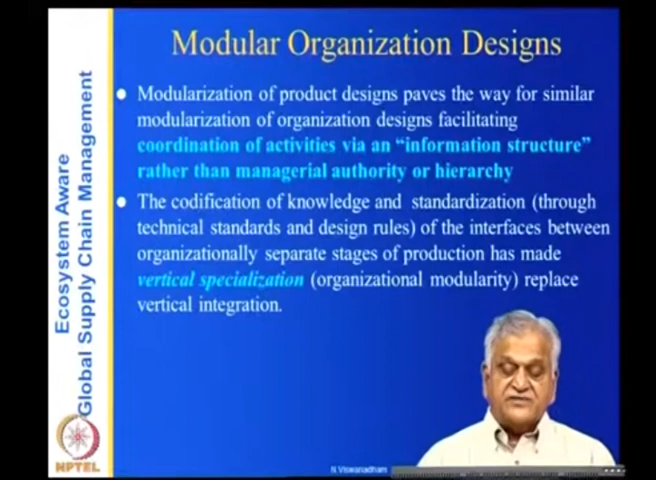 Modular Organization Designs
Modularization of product designs paves the way for similar
modularization of organization designs facilitating
coordination of activities via an “information structure”
rather than managerial authority or hierarchy
The codification of knowledge and standardization (through
technical standards and design rules) of the interfaces between
organizationally separate stages of production has made
vertical specialization (organizational modularity) replace
vertical integration.
Ecosystem Aware
Global Supply Chain Management
NPTEL
N Viswanadham